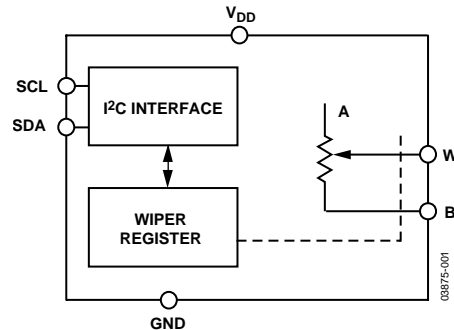 VDD
SCL
SDA
I2C INTERFACE
A
W
WIPER
REGISTER
B
GND
03875-001